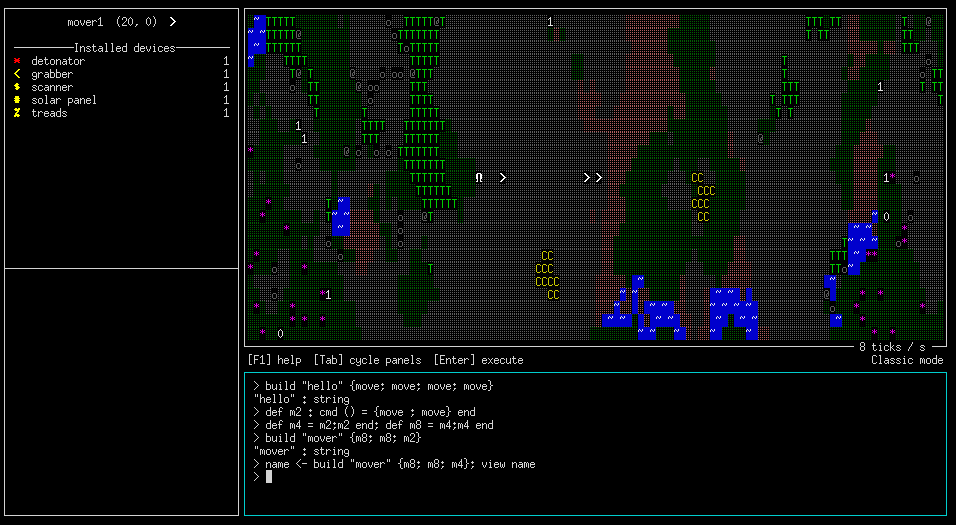 mover1 (20, 0) >
Installed devices
× detonator 1
< grabber 1
$ scanner 1
# solar panel 1
% treads 1
8 ticks / s
[F1] help [Tab] cycle panels [Enter] execute
Classic mode
> build "hello" {move; move; move; move}
"hello" : string
> def m2 : cmd () = {move ; move} end
> def m4 = m2;m2 end; def m8 = m4;m4 end
> build "mover" {m8; m8; m2}
"mover" : string
> name <- build "mover" {m8; m8; m4}; view name
>